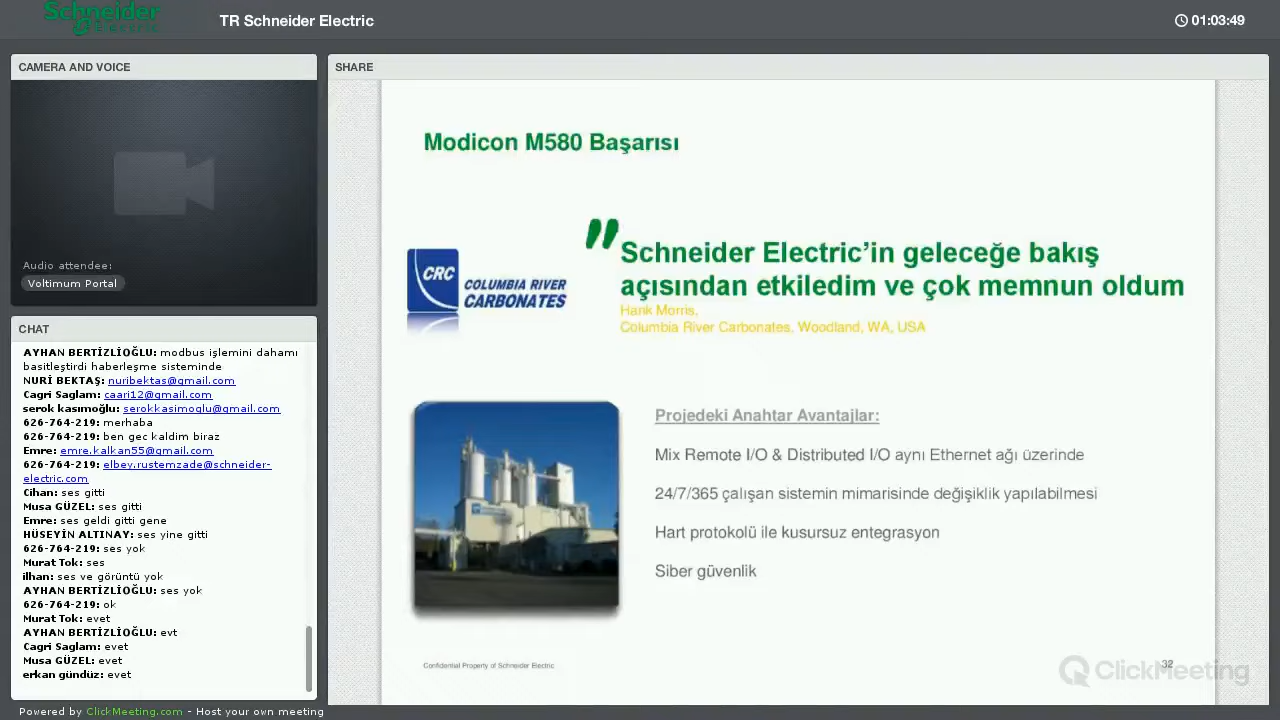 Schneider
Electric
TR Schneider Electric
01:03:49
CAMERA AND VOICE
Audio attendee:
Voltimum Portal
CHAT
AYHAN BERTİZLİOĞLU: modbus işlemini dahamı
basitleştirdi haberleşme sisteminde
NURİ BEKTAŞ: nuribektas@gmail.com
Cagri Saglam: caari12@gmail.com
serok kasımoğlu: serokkasimoglu@gmail.com
626-764-219: merhaba
626-764-219: ben gec kaldim biraz
Emre: emre.kalkan55@gmail.com
626-764-219: elbey.rustemzade@schneider-
electric.com
Cihan: ses gitti
Musa GÜZEL: ses gitti
Emre: ses geldi gitti gene
HÜSEYİN ALTINAY: ses yine gitti
626-764-219: ses yok
Murat Tok: ses
ilhan: ses ve görüntü yok
AYHAN BERTİZLİOĞLU: ses yok
626-764-219: ok
Murat Tok: evet
AYHAN BERTİZLİOĞLU: evt
Cagri Saglam: evet
Musa GÜZEL: evet
erkan gündüz: evet
Powered by ClickMeeting.com - Host your own meeting
SHARE
Modicon M580 Başarısı
CRC
COLUMBIA RIVER
CARBONATES
"Schneider Electric'in geleceğe bakış
açısından etkiledim ve çok memnun oldum
Hank Morris,
Columbia River Carbonates, Woodland, WA, USA
Projedeki Anahtar Avantajlar:
Mix Remote I/O & Distributed I/O aynı Ethernet ağı üzerinde
24/7/365 çalışan sistemin mimarisinde değişiklik yapılabilmesi
Hart protokolü ile kusursuz entegrasyon
Siber güvenlik
Confidential Property of Schneider Electric
32
ClickMeeting